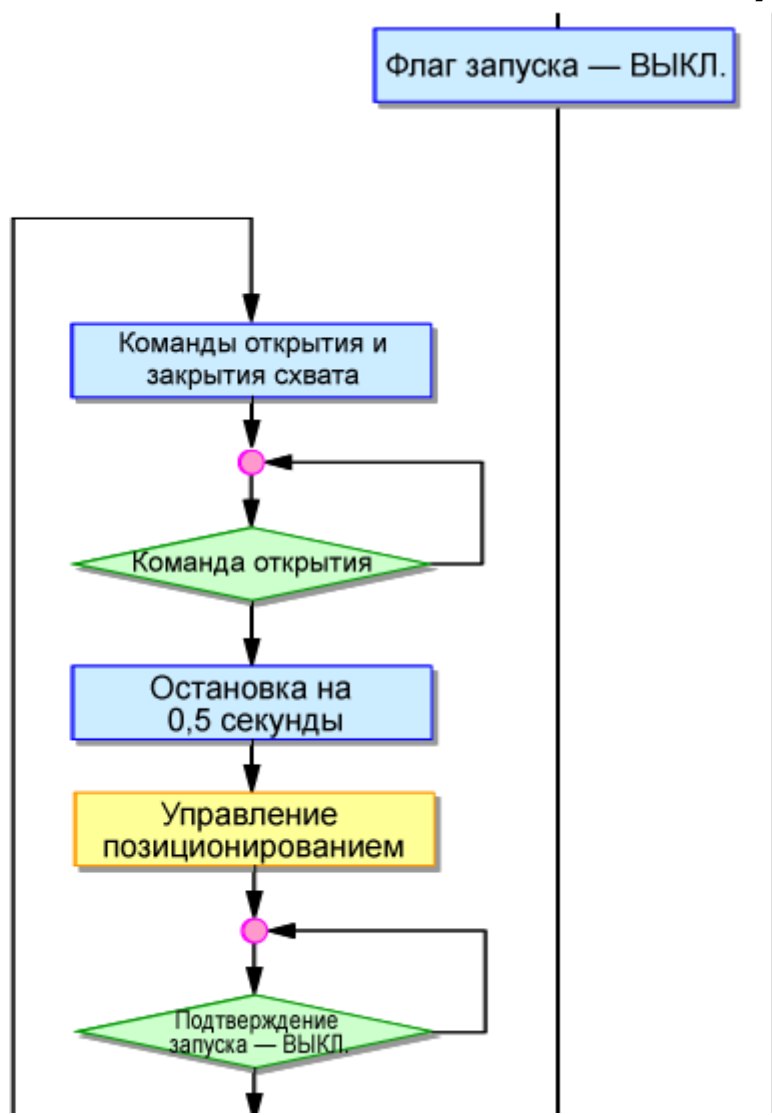 Флаг запуска — ВЫКЛ.
Команды открытия и
закрытия схвата
Команда открытия
Остановка на
0,5 секунды
Управление
позиционированием
Подтверждение
запуска — ВЫКЛ.